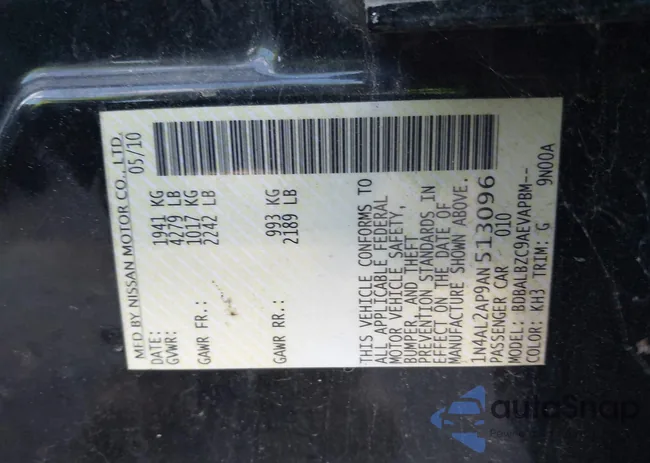 MFD BY NISSAN MOTOR CO., LTD.
DATE: 05/10
GVWR: 1941 KG
4279 LB
GAWR FR.: 1017 KG
2242 LB
GAWR RR.: 993 KG
2189 LB
THIS VEHICLE CONFORMS TO
ALL APPLICABLE FEDERAL
MOTOR VEHICLE SAFETY,
BUMPER, AND THEFT
PREVENTION STANDARDS IN
EFFECT ON THE DATE OF
MANUFACTURE SHOWN ABOVE.
1N4AL2AP9AN513096
PASSENGER CAR 010
MODEL: BDBALBZC9AEVAPBM--
COLOR: KH3 TRIM: G 9N00A
autoSnap